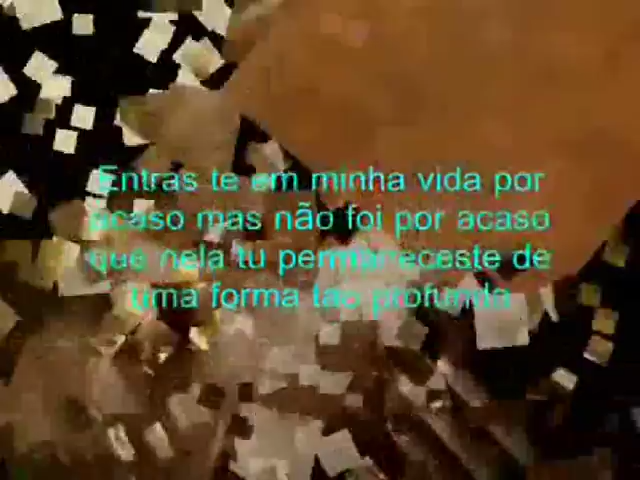 Entras te em minha vida por
acaso mas não foi por acaso
que nela tu permaneceste de
uma forma tao profunda